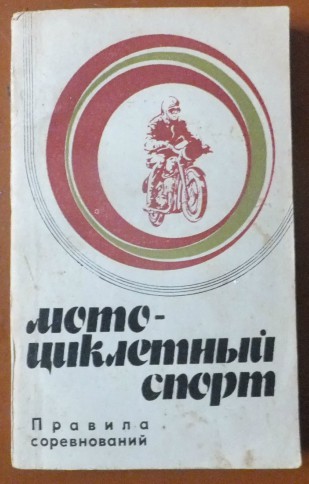 мото-
циклетный
спорт
Правила
соревнований